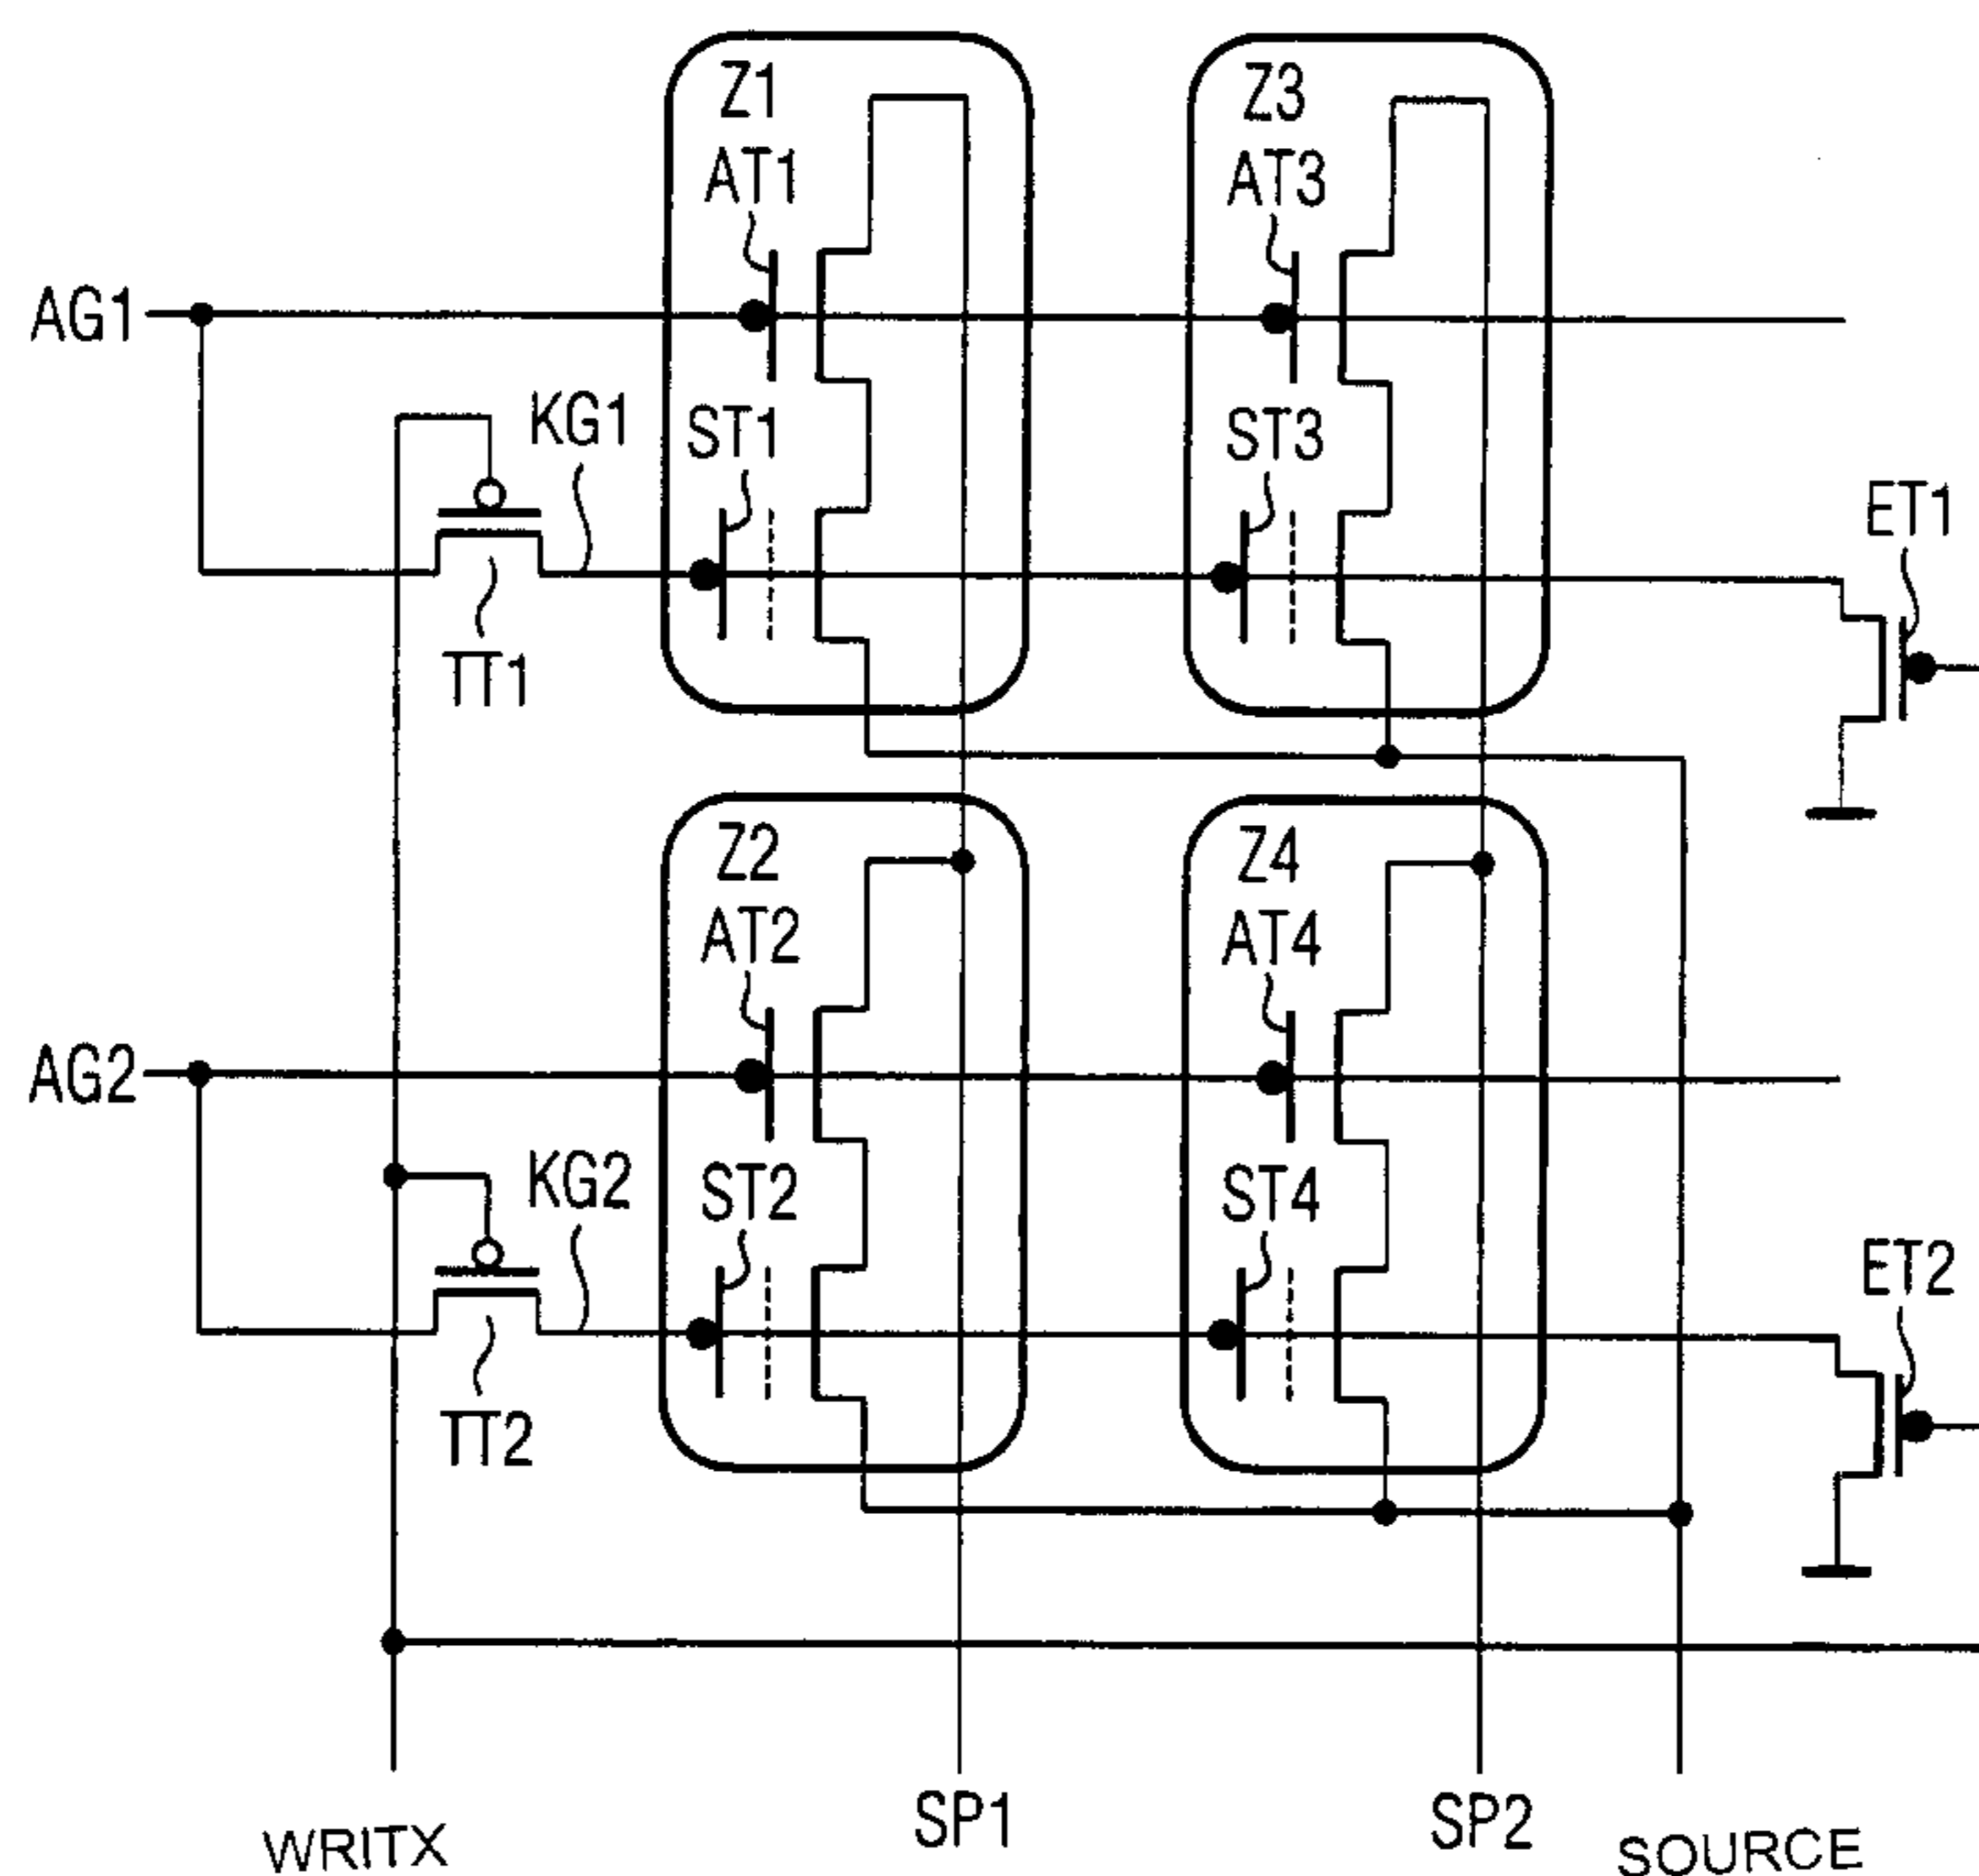 Z1
Z3
AT1
AT3
AG1
KG1
ST1
ST3
ET1
TT1
Z2
Z4
AT2
AT4
AG2
KG2
ST2
ST4
ET2
TT2
SP1
SP2
WRITX
SOURCE